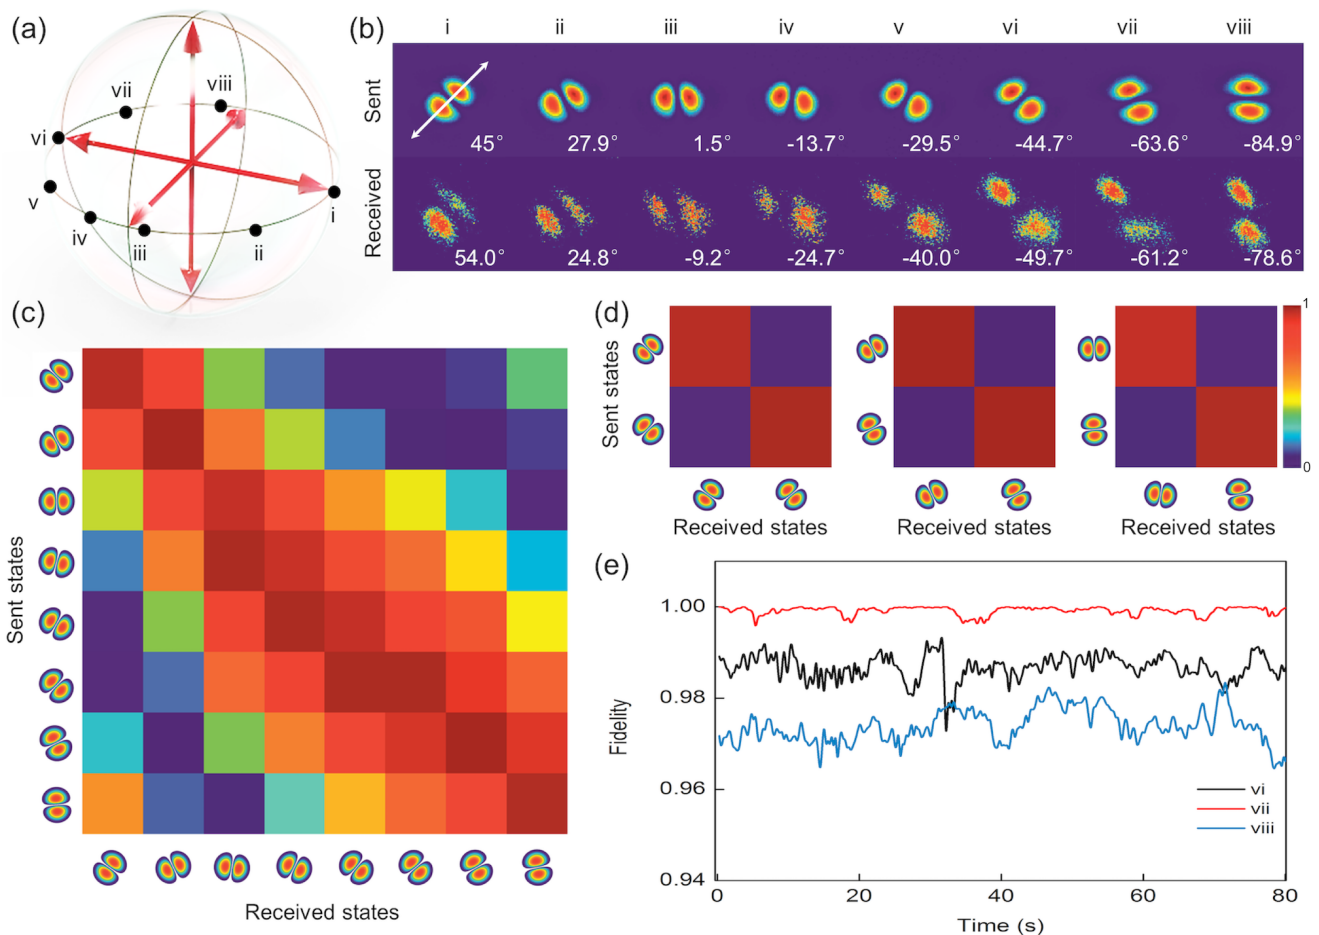 (a)
vii
viii
vi
v
iv
iii
ii
i
(b)
i ii iii iv v vi vii viii
Sent
45° 27.9° 1.5° -13.7° -29.5° -44.7° -63.6° -84.9°
Received
54.0° 24.8° -9.2° -24.7° -40.0° -49.7° -61.2° -78.6°
(c)
Sent states
Received states
(d)
Sent states
Received states Received states Received states
1
0
(e)
Fidelity
1.00
0.98
0.96
0.94
vi
vii
viii
0 20 40 60 80
Time (s)